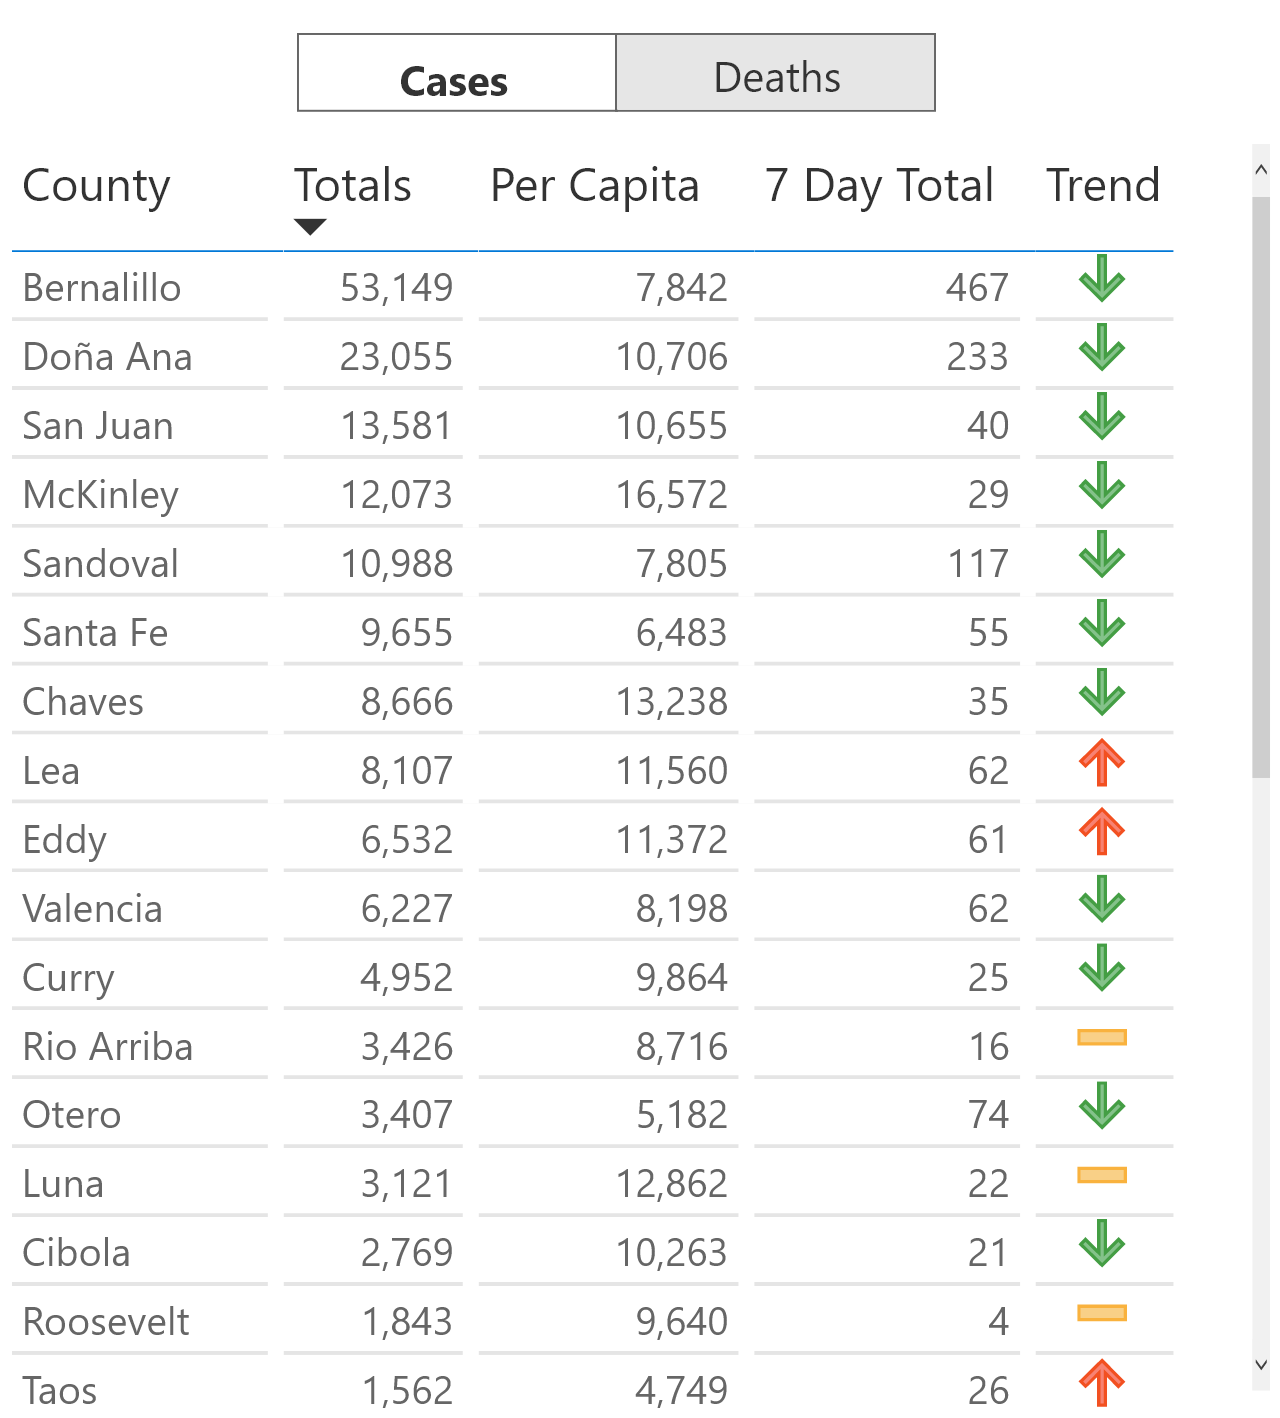 Cases Deaths
County Totals Per Capita 7 Day Total Trend
Bernalillo 53,149 7,842 467
Doña Ana 23,055 10,706 233
San Juan 13,581 10,655 40
McKinley 12,073 16,572 29
Sandoval 10,988 7,805 117
Santa Fe 9,655 6,483 55
Chaves 8,666 13,238 35
Lea 8,107 11,560 62
Eddy 6,532 11,372 61
Valencia 6,227 8,198 62
Curry 4,952 9,864 25
Rio Arriba 3,426 8,716 16
Otero 3,407 5,182 74
Luna 3,121 12,862 22
Cibola 2,769 10,263 21
Roosevelt 1,843 9,640 4
Taos 1,562 4,749 26